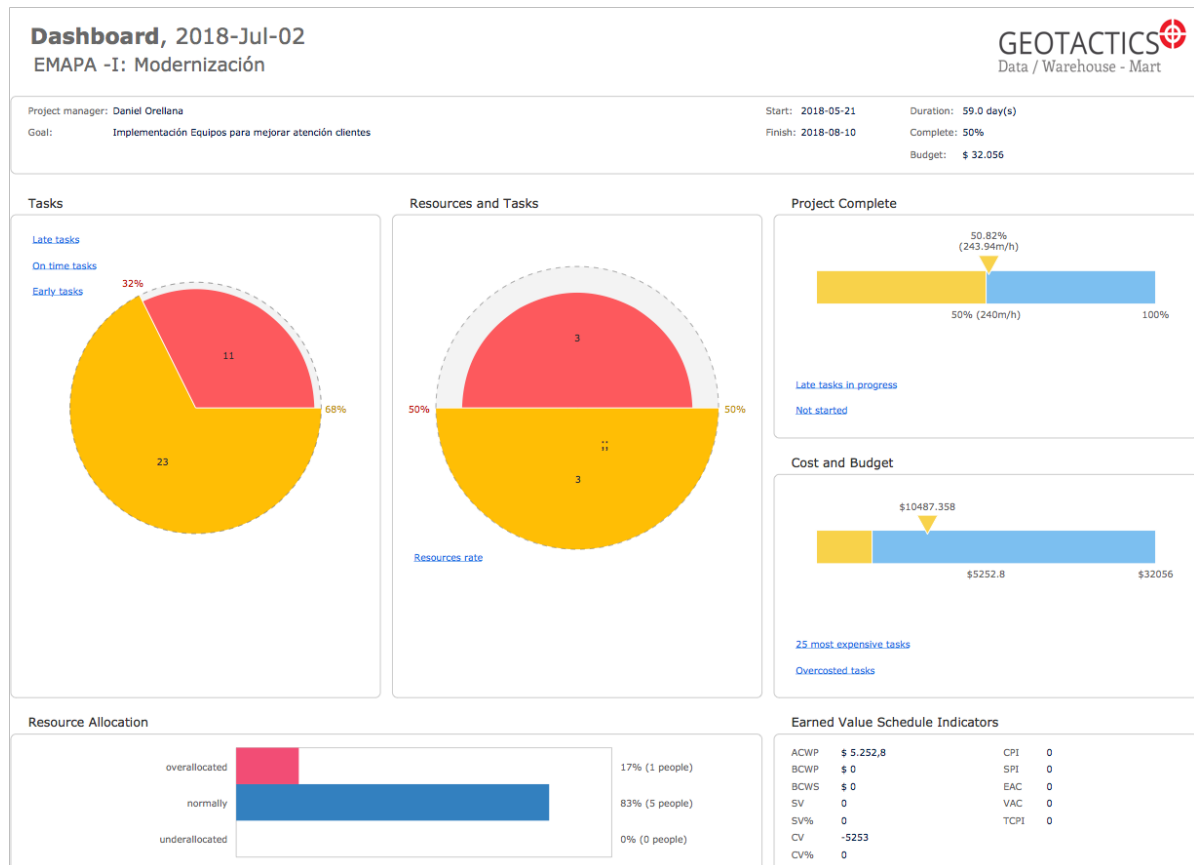 Dashboard, 2018-Jul-02
EMAPA -I: Modernización
GEOTACTICS
Data / Warehouse - Mart
Project manager: Daniel Orellana
Goal: Implementación Equipos para mejorar atención clientes
Start: 2018-05-21
Finish: 2018-08-10
Duration: 59.0 day(s)
Complete: 50%
Budget: $ 32.056
Tasks
Late tasks
On time tasks
Early tasks
32%
11
68%
23
Resources and Tasks
3
50%
50%
3
Resources rate
Project Complete
50.82%
(243.94m/h)
50% (240m/h)
100%
Late tasks in progress
Not started
Cost and Budget
$10487.358
$5252.8
$32056
25 most expensive tasks
Overcosted tasks
Resource Allocation
overallocated
17% (1 people)
normally
83% (5 people)
underallocated
0% (0 people)
Earned Value Schedule Indicators
ACWP $ 5.252,8
BCWP $ 0
BCWS $ 0
SV 0
SV% 0
CV -5253
CV% 0
CPI 0
SPI 0
EAC 0
VAC 0
TCPI 0